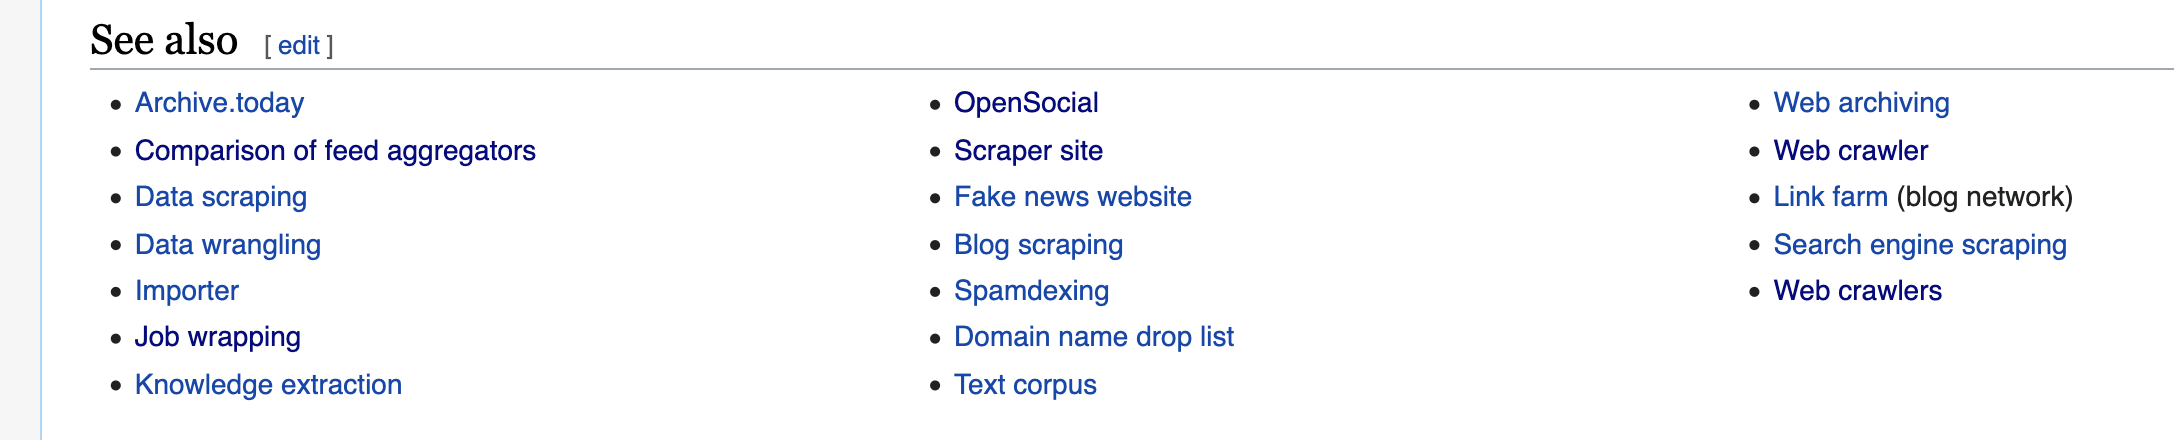 See also [ edit ]
Archive.today
Comparison of feed aggregators
Data scraping
Data wrangling
Importer
Job wrapping
Knowledge extraction
OpenSocial
Scraper site
Fake news website
Blog scraping
Spamdexing
Domain name drop list
Text corpus
Web archiving
Web crawler
Link farm (blog network)
Search engine scraping
Web crawlers